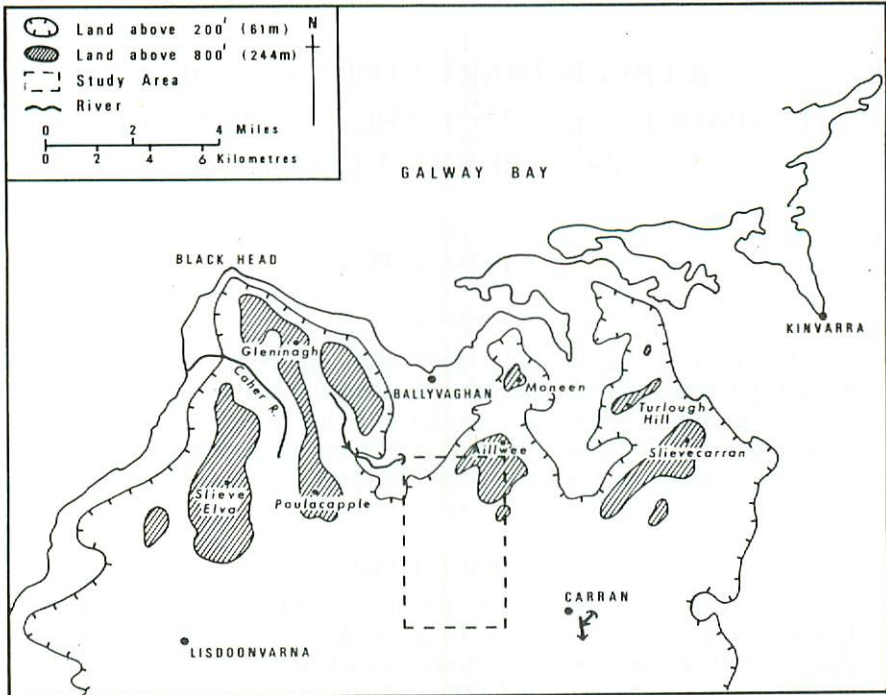 Land above 200' (61m)
Land above 800' (244m)
Study Area
River
0 2 4 Miles
0 2 4 6 Kilometres
N
GALWAY BAY
BLACK HEAD
KINVARRA
Gleninagh
Caher R.
BALLYVAGHAN
Moneen
Turlough
Hill
Aillwee
Slievecarran
Slieve
Elva
Poulacapple
CARRAN
LISDOONVARNA